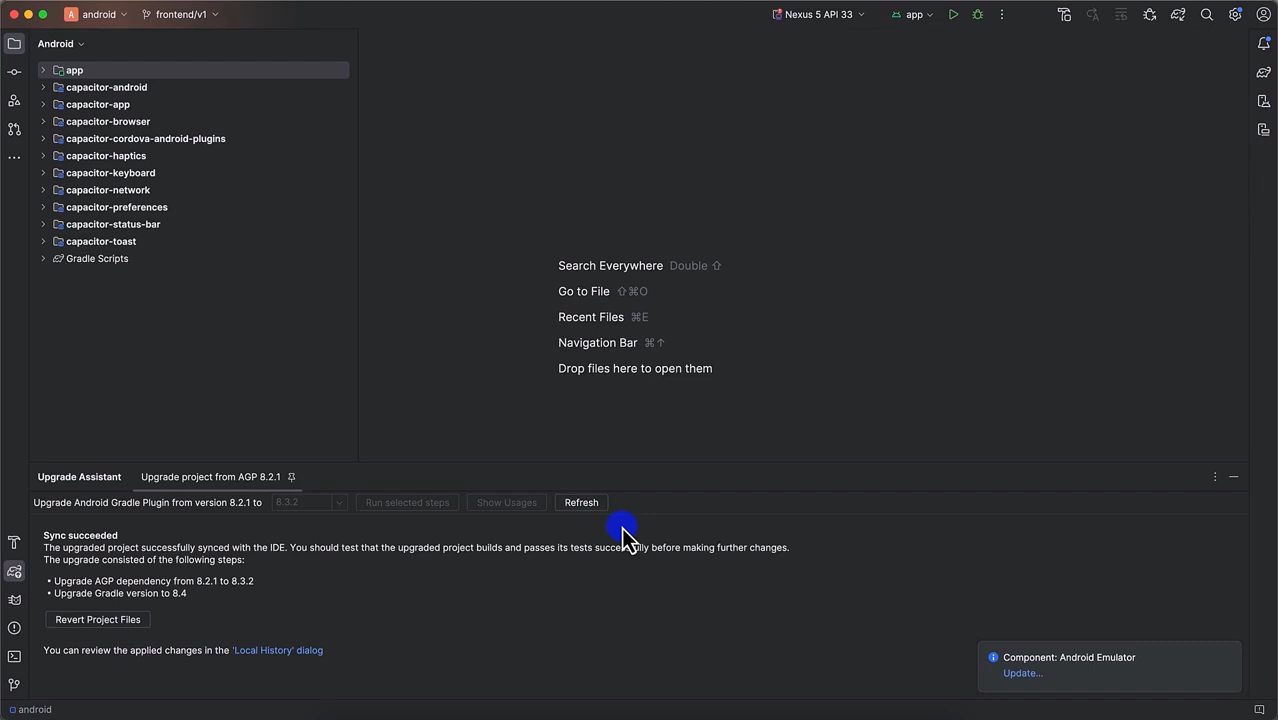 android
frontend/v1
Nexus 5 API 33
app
Android
app
capacitor-android
capacitor-app
capacitor-browser
capacitor-cordova-android-plugins
capacitor-haptics
capacitor-keyboard
capacitor-network
capacitor-preferences
capacitor-status-bar
capacitor-toast
Gradle Scripts
Search Everywhere Double ⇧
Go to File ⇧⌘O
Recent Files ⌘E
Navigation Bar ⌘↑
Drop files here to open them
Upgrade Assistant
Upgrade project from AGP 8.2.1
Upgrade Android Gradle Plugin from version 8.2.1 to 8.3.2 Run selected steps Show Usages Refresh
Sync succeeded
The upgraded project successfully synced with the IDE. You should test that the upgraded project builds and passes its tests successfully before making further changes.
The upgrade consisted of the following steps:
• Upgrade AGP dependency from 8.2.1 to 8.3.2
• Upgrade Gradle version to 8.4
Revert Project Files
You can review the applied changes in the 'Local History' dialog
Component: Android Emulator
Update...
android